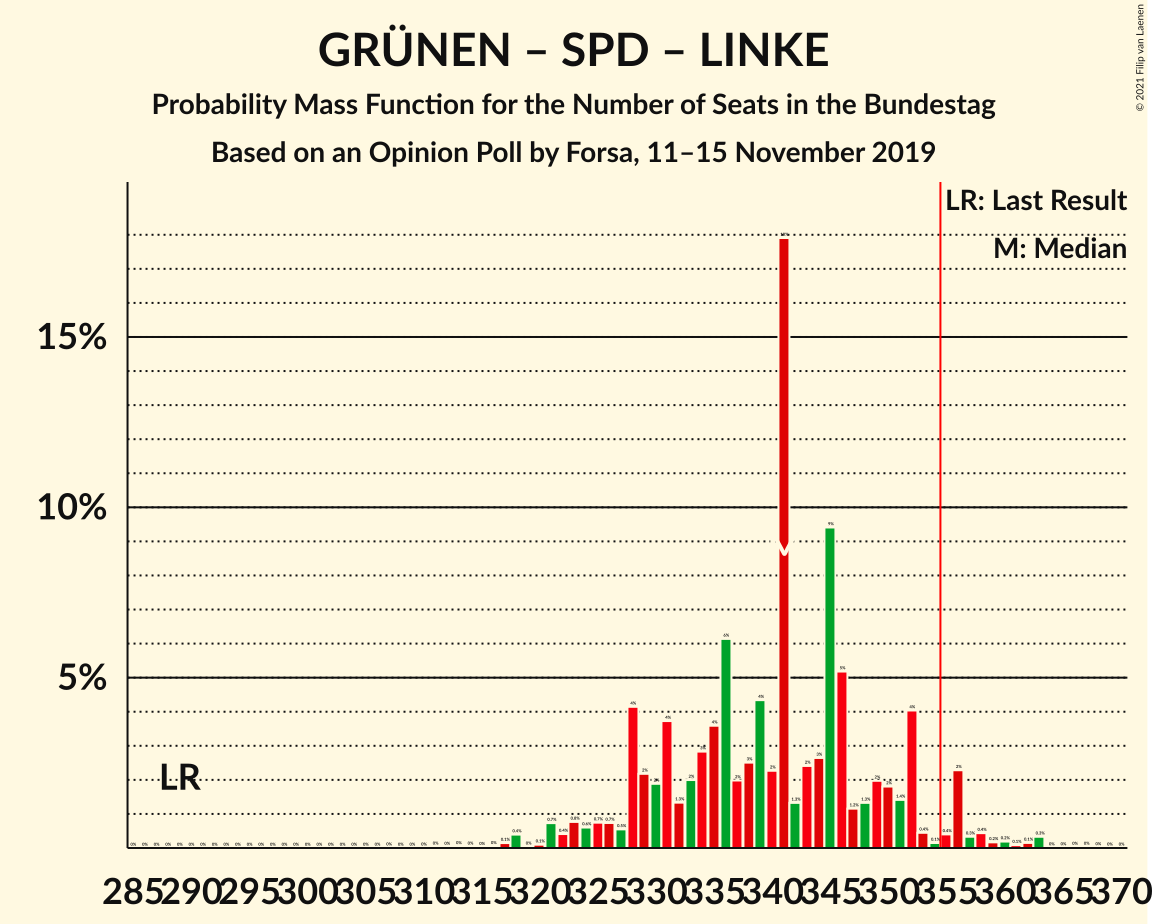 GRÜNEN – SPD – LINKE
Probability Mass Function for the Number of Seats in the Bundestag
Based on an Opinion Poll by Forsa, 11–15 November 2019
© 2021 Filip van Laenen
LR: Last Result
M: Median
15%
10%
5%
LR
285 290 295 300 305 310 315 320 325 330 335 340 345 350 355 360 365 370